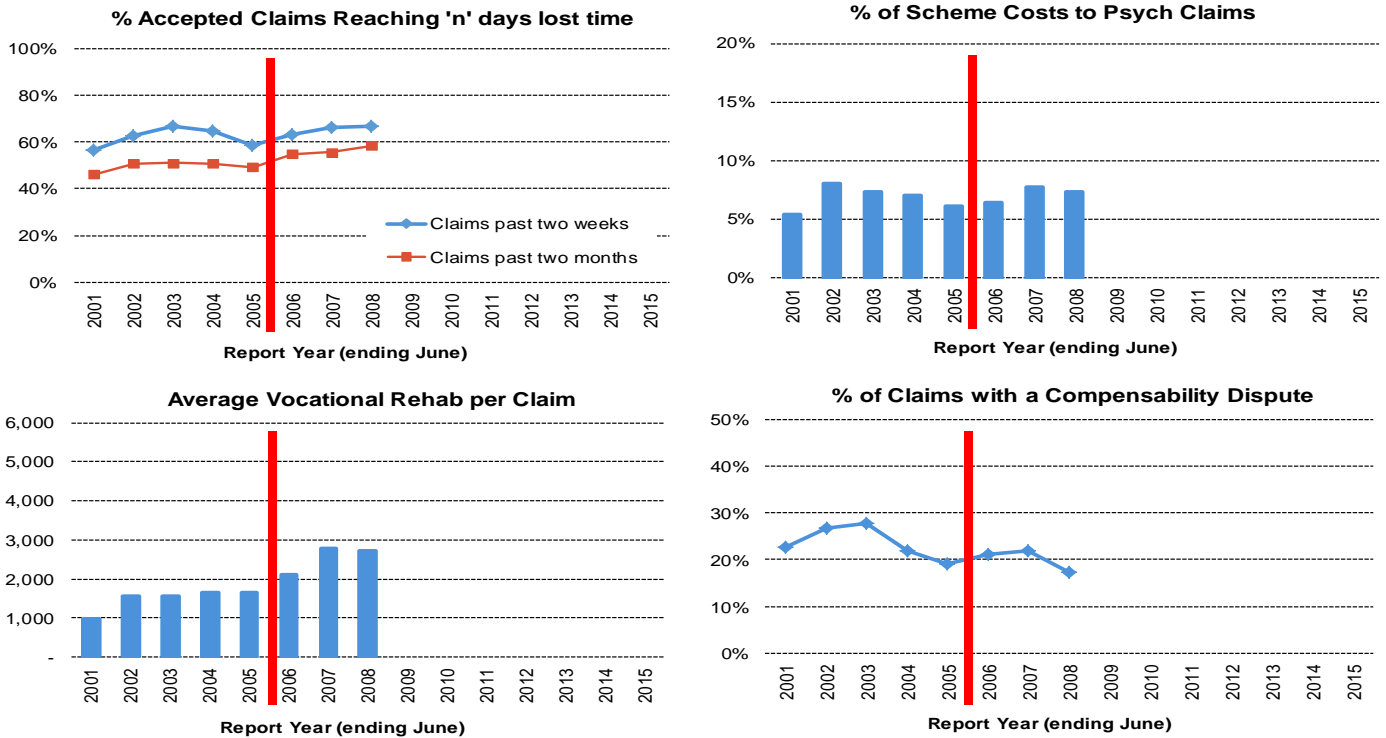 % Accepted Claims Reaching 'n' days lost time
100%
80%
60%
40%
20%
0%
Claims past two weeks
Claims past two months
2001 2002 2003 2004 2005 2006 2007 2008 2009 2010 2011 2012 2013 2014 2015
Report Year (ending June)
% of Scheme Costs to Psych Claims
20%
15%
10%
5%
0%
2001 2002 2003 2004 2005 2006 2007 2008 2009 2010 2011 2012 2013 2014 2015
Report Year (ending June)
Average Vocational Rehab per Claim
6,000
5,000
4,000
3,000
2,000
1,000
-
2001 2002 2003 2004 2005 2006 2007 2008 2009 2010 2011 2012 2013 2014 2015
Report Year (ending June)
% of Claims with a Compensability Dispute
50%
40%
30%
20%
10%
0%
2001 2002 2003 2004 2005 2006 2007 2008 2009 2010 2011 2012 2013 2014 2015
Report Year (ending June)